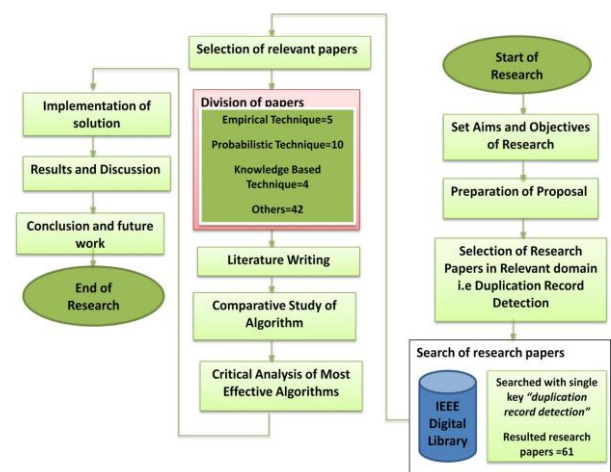 Start of
Research
Set Aims and Objectives
of Research
Preparation of Proposal
Selection of Research
Papers in Relevant domain
i.e Duplication Record
Detection
Search of research papers
IEEE
Digital
Library
Searched with single
key "duplication
record detection"
Resulted research
papers =61
Selection of relevant papers
Division of papers
Empirical Technique=5
Probabilistic Technique=10
Knowledge Based
Technique=4
Others=42
Literature Writing
Comparative Study of
Algorithm
Critical Analysis of Most
Effective Algorithms
Implementation of
solution
Results and Discussion
Conclusion and future
work
End of
Research